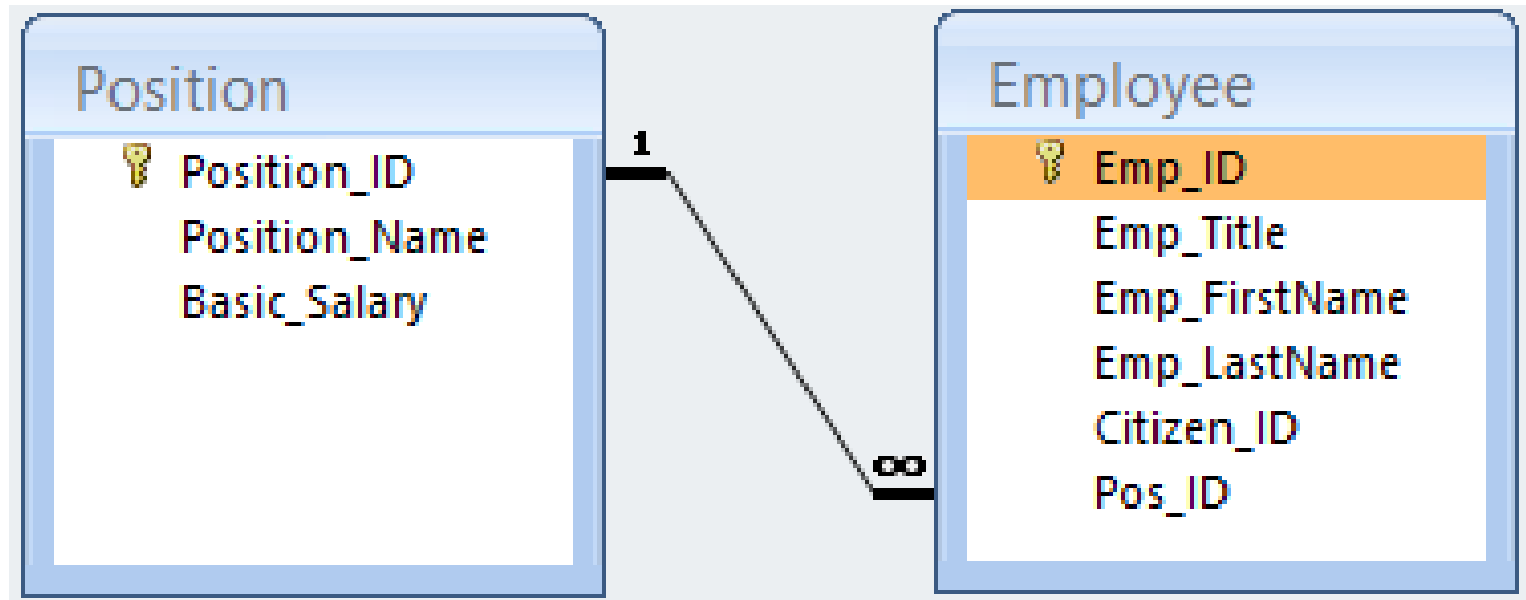 Position
Position_ID
Position_Name
Basic_Salary
1
∞
Employee
Emp_ID
Emp_Title
Emp_FirstName
Emp_LastName
Citizen_ID
Pos_ID